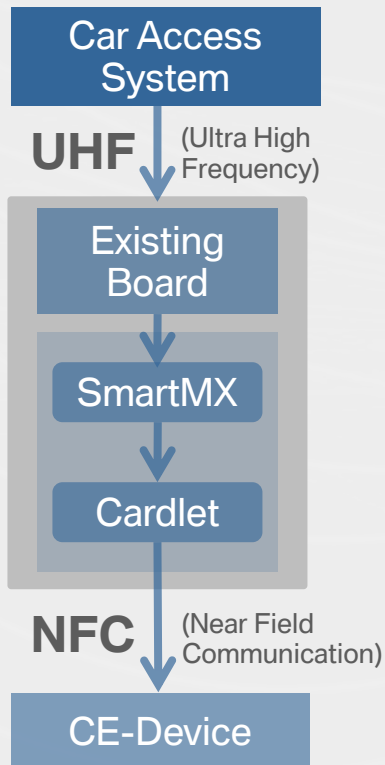 Car Access
System
UHF
(Ultra High
Frequency)
Existing
Board
SmartMX
Cardlet
NFC
(Near Field
Communication)
CE-Device